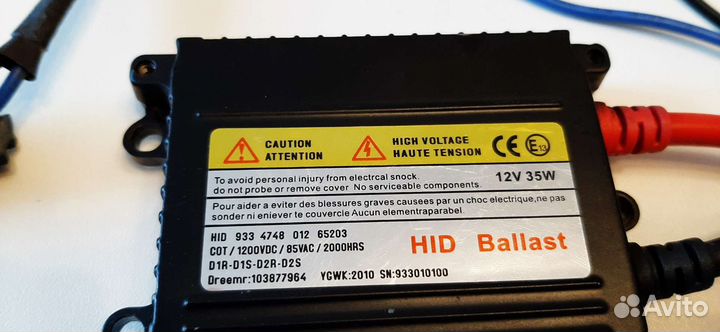 CAUTION
ATTENTION
HIGH VOLTAGE
HAUTE TENSION
CE E13
To avoid personal injury from electrcal snock.
do not probe or remove cover No serviceable components.
12V 35W
Pour aider a eviter des blessures graves causees par un choc electrique,ne pas
sonder ni eniever te couvercle Aucun elementaparabel.
HID 933 4748 012 65203
COT / 1200VDC / 85VAC / 2000HRS
D1R-D1S-D2R-D2S
Dreemr:103877964 YGWK:2010 SN:933010100
HID Ballast
Avito